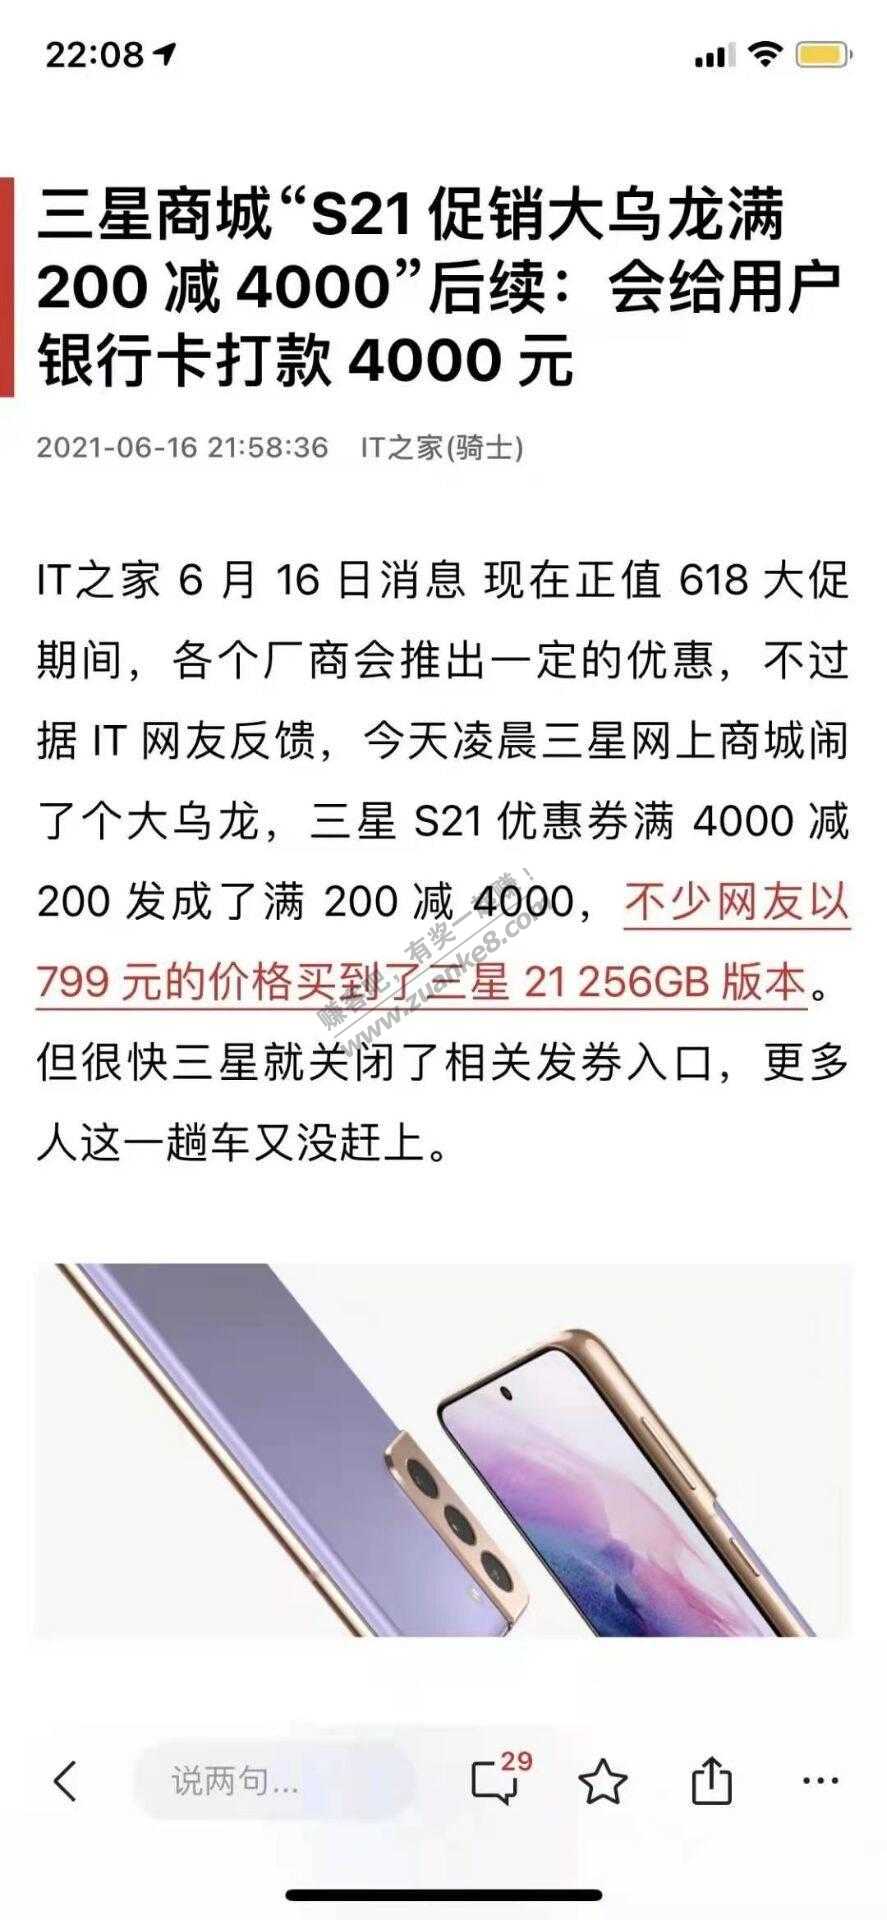 22:08
三星商城“S21 促销大乌龙满
200 减 4000”后续：会给用户
银行卡打款 4000 元
2021-06-16 21:58:36 IT之家(骑士)
IT之家 6 月 16 日消息 现在正值 618 大促
期间，各个厂商会推出一定的优惠，不过
据 IT 网友反馈，今天凌晨三星网上商城闹
了个大乌龙，三星 S21 优惠券满 4000 减
200 发成了满 200 减 4000，不少网友以
799 元的价格买到了三星 21 256GB 版本。
但很快三星就关闭了相关发券入口，更多
人这一趟车又没赶上。
赚客吧，有奖一起赚！
www.zuanke8.com
说两句...
29